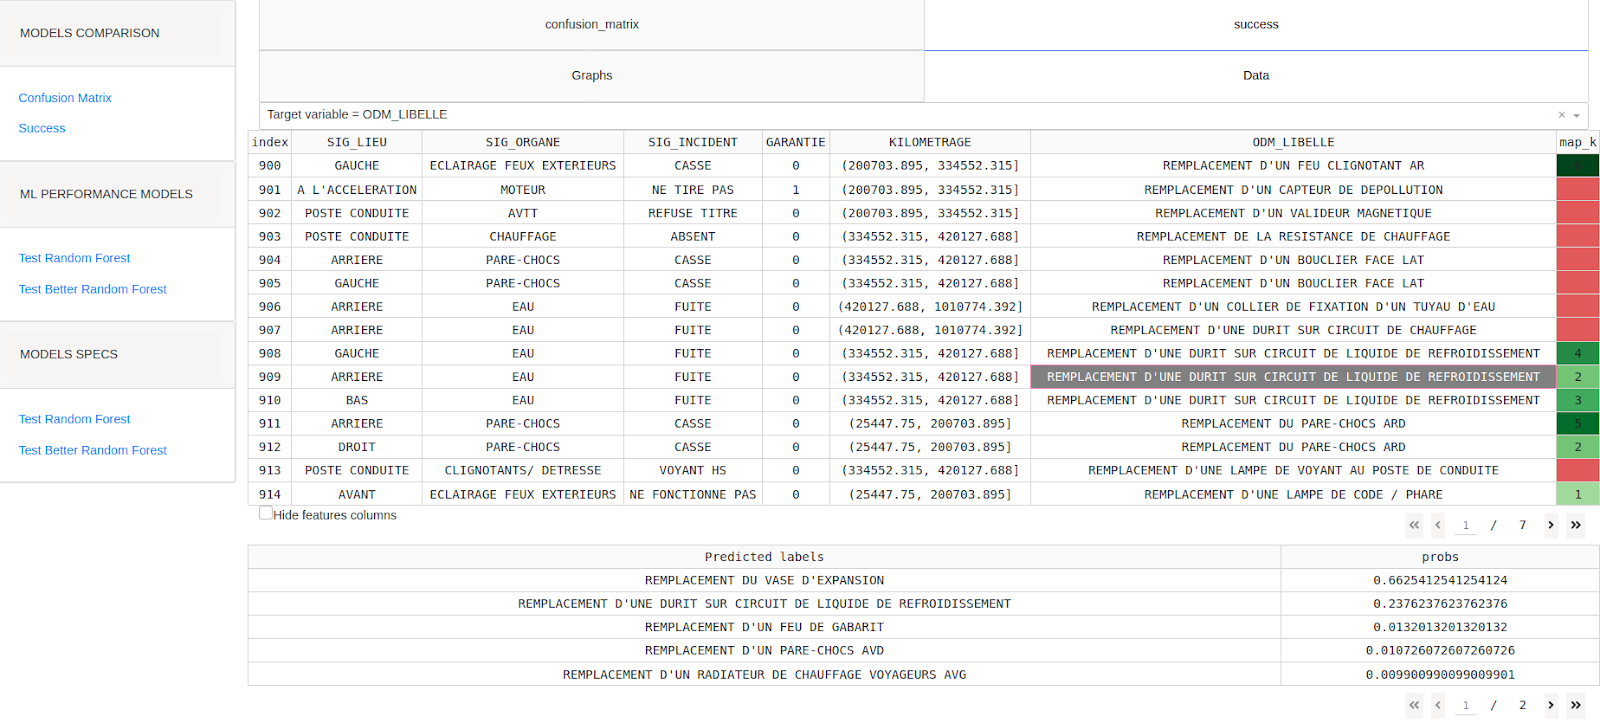 MODELS COMPARISON
Confusion Matrix
Success
ML PERFORMANCE MODELS
Test Random Forest
Test Better Random Forest
MODELS SPECS
Test Random Forest
Test Better Random Forest
confusion_matrix success
Graphs Data
Target variable = ODM_LIBELLE × 
index SIG_LIEU SIG_ORGANE SIG_INCIDENT GARANTIE KILOMETRAGE ODM_LIBELLE map_k
900 GAUCHE ECLAIRAGE FEUX EXTERIEURS CASSE 0 (200703.895, 334552.315] REMPLACEMENT D'UN FEU CLIGNOTANT AR
901 A L'ACCELERATION MOTEUR NE TIRE PAS 1 (200703.895, 334552.315] REMPLACEMENT D'UN CAPTEUR DE DEPOLLUTION
902 POSTE CONDUITE AVTT REFUSE TITRE 0 (200703.895, 334552.315] REMPLACEMENT D'UN VALIDEUR MAGNETIQUE
903 POSTE CONDUITE CHAUFFAGE ABSENT 0 (334552.315, 420127.688] REMPLACEMENT DE LA RESISTANCE DE CHAUFFAGE
904 ARRIERE PARE-CHOCS CASSE 0 (334552.315, 420127.688] REMPLACEMENT D'UN BOUCLIER FACE LAT
905 GAUCHE PARE-CHOCS CASSE 0 (334552.315, 420127.688] REMPLACEMENT D'UN BOUCLIER FACE LAT
906 ARRIERE EAU FUITE 0 (420127.688, 1010774.392] REMPLACEMENT D'UN COLLIER DE FIXATION D'UN TUYAU D'EAU
907 ARRIERE EAU FUITE 0 (420127.688, 1010774.392] REMPLACEMENT D'UNE DURIT SUR CIRCUIT DE CHAUFFAGE
908 GAUCHE EAU FUITE 0 (334552.315, 420127.688] REMPLACEMENT D'UNE DURIT SUR CIRCUIT DE LIQUIDE DE REFROIDISSEMENT 4
909 ARRIERE EAU FUITE 0 (334552.315, 420127.688] REMPLACEMENT D'UNE DURIT SUR CIRCUIT DE LIQUIDE DE REFROIDISSEMENT 2
910 BAS EAU FUITE 0 (334552.315, 420127.688] REMPLACEMENT D'UNE DURIT SUR CIRCUIT DE LIQUIDE DE REFROIDISSEMENT 3
911 ARRIERE PARE-CHOCS CASSE 0 (25447.75, 200703.895] REMPLACEMENT DU PARE-CHOCS ARD 5
912 DROIT PARE-CHOCS CASSE 0 (25447.75, 200703.895] REMPLACEMENT DU PARE-CHOCS ARD 2
913 POSTE CONDUITE CLIGNOTANTS/ DETRESSE VOYANT HS 0 (334552.315, 420127.688] REMPLACEMENT D'UNE LAMPE DE VOYANT AU POSTE DE CONDUITE
914 AVANT ECLAIRAGE FEUX EXTERIEURS NE FONCTIONNE PAS 0 (25447.75, 200703.895] REMPLACEMENT D'UNE LAMPE DE CODE / PHARE 1
Hide features columns
« ‹ 1 / 7 › »
Predicted labels probs
REMPLACEMENT DU VASE D'EXPANSION 0.6625412541254124
REMPLACEMENT D'UNE DURIT SUR CIRCUIT DE LIQUIDE DE REFROIDISSEMENT 0.2376237623762376
REMPLACEMENT D'UN FEU DE GABARIT 0.0132013201320132
REMPLACEMENT D'UN PARE-CHOCS AVD 0.010726072607260726
REMPLACEMENT D'UN RADIATEUR DE CHAUFFAGE VOYAGEURS AVG 0.009900990099009901
« ‹ 1 / 2 › »